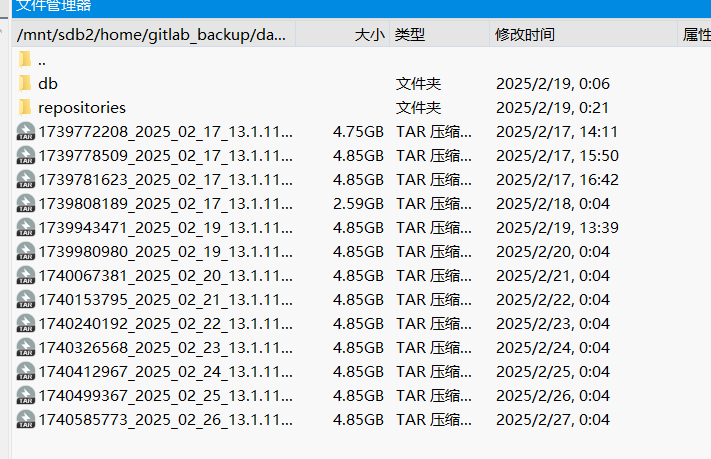 文件管理器
/mnt/sdb2/home/gitlab_backup/da... 大小 类型 修改时间 属性
..
db 文件夹 2025/2/19, 0:06
repositories 文件夹 2025/2/19, 0:21
1739772208_2025_02_17_13.1.11... 4.75GB TAR 压缩... 2025/2/17, 14:11
1739778509_2025_02_17_13.1.11... 4.85GB TAR 压缩... 2025/2/17, 15:50
1739781623_2025_02_17_13.1.11... 4.85GB TAR 压缩... 2025/2/17, 16:42
1739808189_2025_02_17_13.1.11... 2.59GB TAR 压缩... 2025/2/18, 0:04
1739943471_2025_02_19_13.1.11... 4.85GB TAR 压缩... 2025/2/19, 13:39
1739980980_2025_02_19_13.1.11... 4.85GB TAR 压缩... 2025/2/20, 0:04
1740067381_2025_02_20_13.1.11... 4.85GB TAR 压缩... 2025/2/21, 0:04
1740153795_2025_02_21_13.1.11... 4.85GB TAR 压缩... 2025/2/22, 0:04
1740240192_2025_02_22_13.1.11... 4.85GB TAR 压缩... 2025/2/23, 0:04
1740326568_2025_02_23_13.1.11... 4.85GB TAR 压缩... 2025/2/24, 0:04
1740412967_2025_02_24_13.1.11... 4.85GB TAR 压缩... 2025/2/25, 0:04
1740499367_2025_02_25_13.1.11... 4.85GB TAR 压缩... 2025/2/26, 0:04
1740585773_2025_02_26_13.1.11... 4.85GB TAR 压缩... 2025/2/27, 0:04